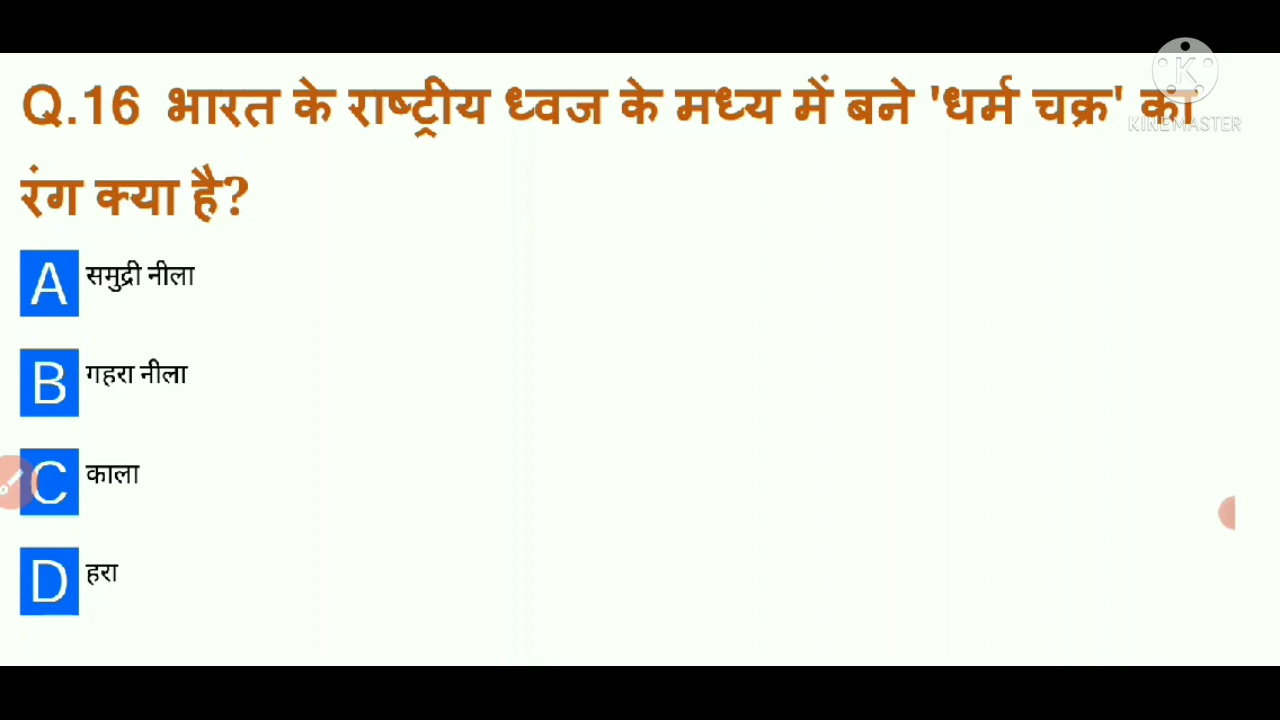 Q.16 भारत के राष्ट्रीय ध्वज के मध्य में बने 'धर्म चक्र' का
रंग क्या है?
A समुद्री नीला
B गहरा नीला
C काला
D हरा
K
KINEMASTER